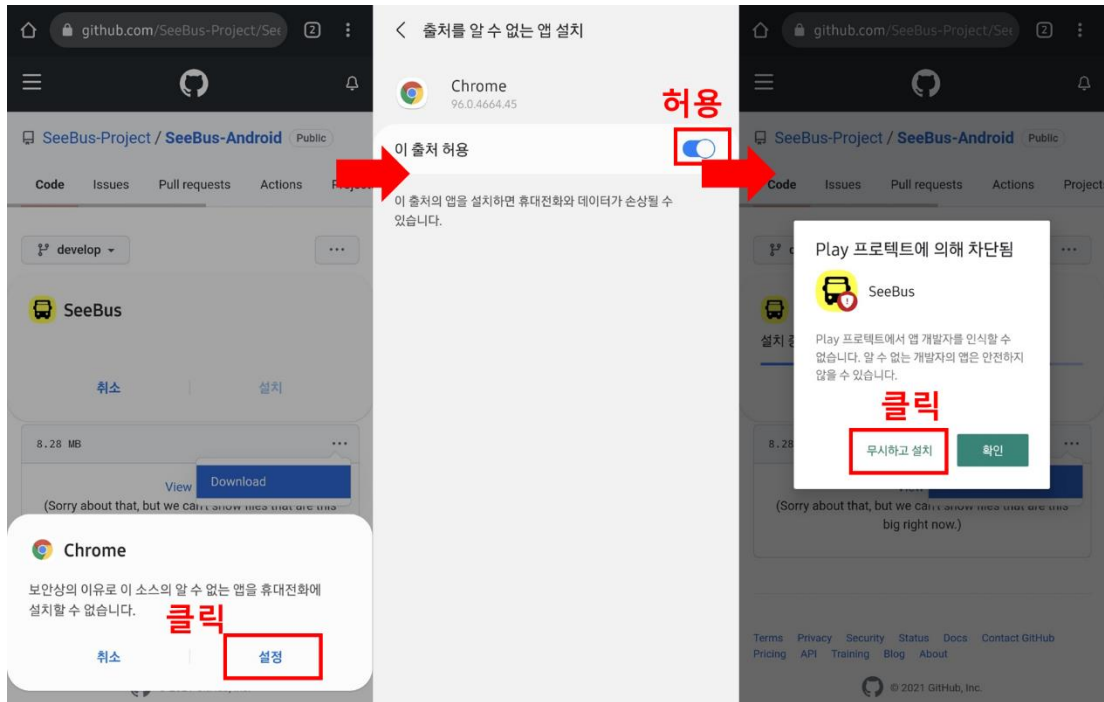 github.com/SeeBus-Project/See
2
SeeBus-Project / SeeBus-Android Public
Code Issues Pull requests Actions Project
develop
SeeBus
취소 설치
8.28 MB
View
Download
(Sorry about that, but we can't show files that are this
Chrome
보안상의 이유로 이 소스의 알 수 없는 앱을 휴대전화에
설치할 수 없습니다.
클릭
취소 설정
© 2021 GitHub, Inc.
출처를 알 수 없는 앱 설치
Chrome
96.0.4664.45
허용
이 출처 허용
이 출처의 앱을 설치하면 휴대전화와 데이터가 손상될 수
있습니다.
github.com/SeeBus-Project/See
2
SeeBus-Project / SeeBus-Android Public
Code Issues Pull requests Actions Project
설치 중
Play 프로텍트에 의해 차단됨
SeeBus
Play 프로텍트에서 앱 개발자를 인식할 수
없습니다. 알 수 없는 개발자의 앱은 안전하지
않을 수 있습니다.
클릭
무시하고 설치 확인
8.28
(Sorry about that, but we can't show files that are this
big right now.)
Terms Privacy Security Status Docs Contact GitHub
Pricing API Training Blog About
© 2021 GitHub, Inc.